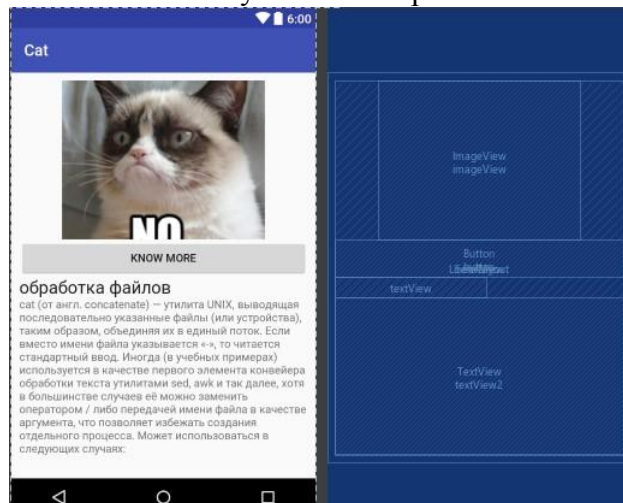 6:00
Cat
NO
KNOW MORE
обработка файлов
cat (от англ. concatenate) — утилита UNIX, выводящая
последовательно указанные файлы (или устройства),
таким образом, объединяя их в единый поток. Если
вместо имени файла указывается «-», то читается
стандартный ввод. Иногда (в учебных примерах)
используется в качестве первого элемента конвейера
обработки текста утилитами sed, awk и так далее, хотя
в большинстве случаев её можно заменить
оператором / либо передачей имени файла в качестве
аргумента, что позволяет избежать создания
отдельного процесса. Может использоваться в
следующих случаях:
ImageView
imageView
Button
textView
TextView
textView2